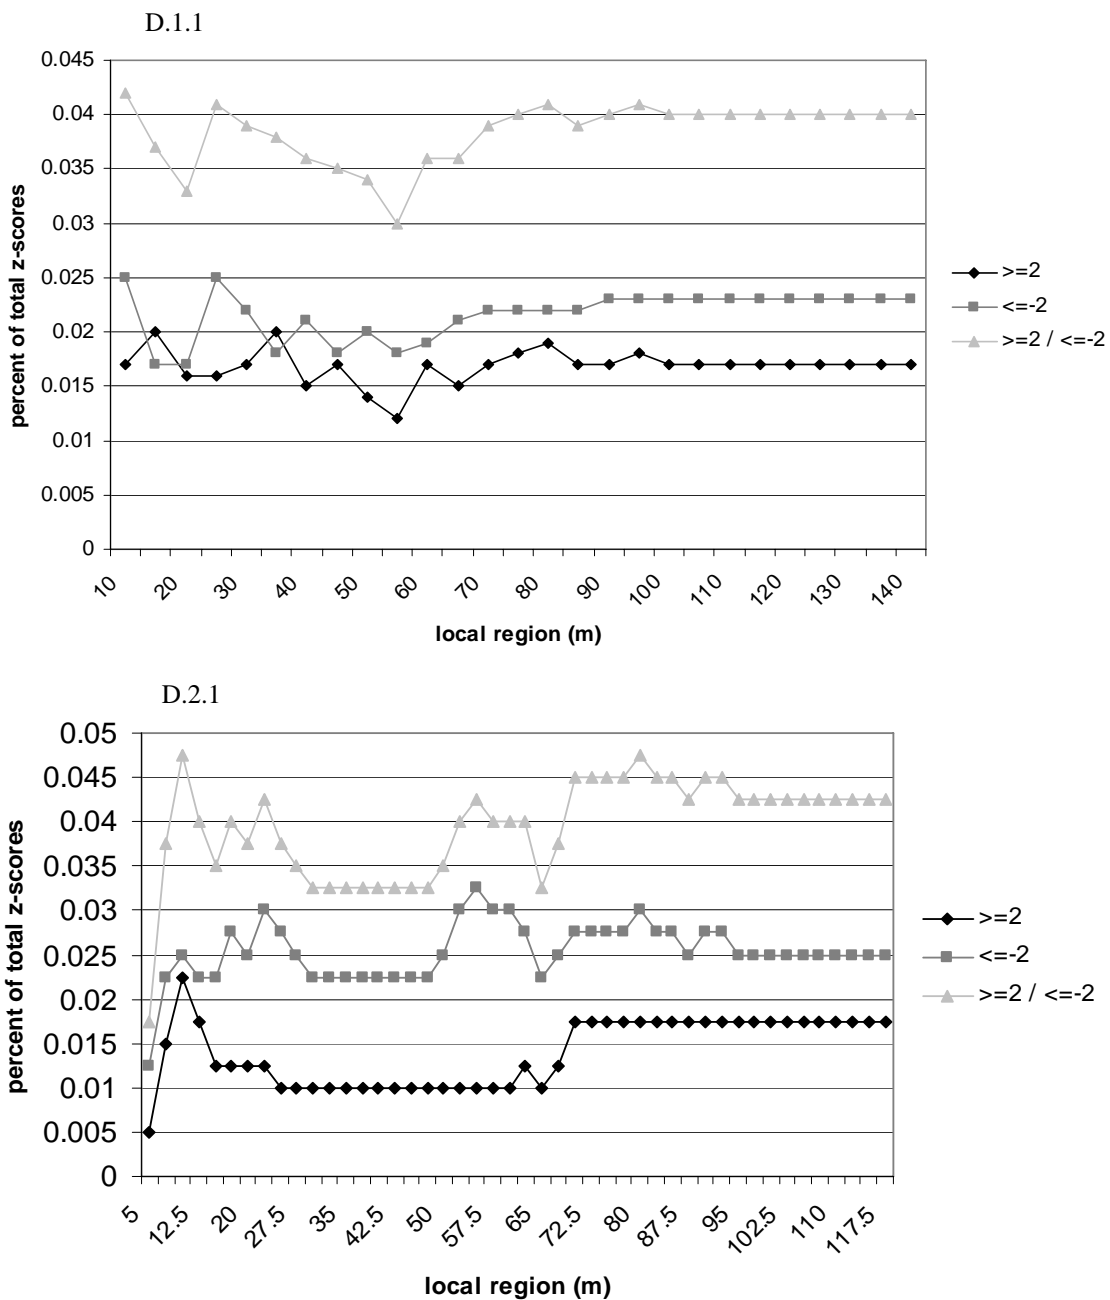 D.1.1
0.045
0.04
0.035
0.03
0.025
0.02
0.015
0.01
0.005
0
percent of total z-scores
10 20 30 40 50 60 70 80 90 100 110 120 130 140
local region (m)
>=2
<=-2
>=2 / <=-2
D.2.1
0.05
0.045
0.04
0.035
0.03
0.025
0.02
0.015
0.01
0.005
0
percent of total z-scores
5 12.5 20 27.5 35 42.5 50 57.5 65 72.5 80 87.5 95 102.5 110 117.5
local region (m)
>=2
<=-2
>=2 / <=-2